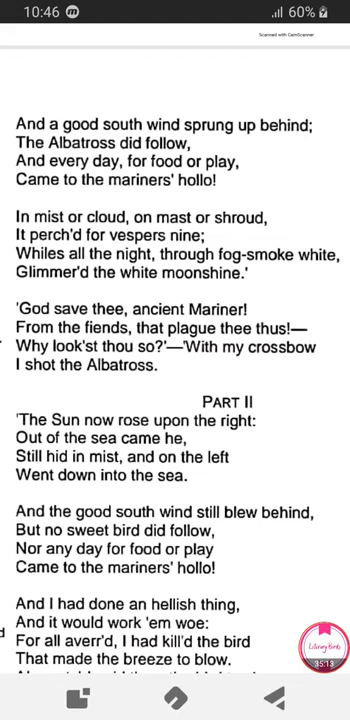 10:46
60%
Scanned with CamScanner
And a good south wind sprung up behind;
The Albatross did follow,
And every day, for food or play,
Came to the mariners' hollo!
In mist or cloud, on mast or shroud,
It perch'd for vespers nine;
Whiles all the night, through fog-smoke white,
Glimmer'd the white moonshine.'
'God save thee, ancient Mariner!
From the fiends, that plague thee thus!—
Why look'st thou so?'—'With my crossbow
I shot the Albatross.
PART II
'The Sun now rose upon the right:
Out of the sea came he,
Still hid in mist, and on the left
Went down into the sea.
And the good south wind still blew behind,
But no sweet bird did follow,
Nor any day for food or play
Came to the mariners' hollo!
And I had done an hellish thing,
And it would work 'em woe:
For all averr'd, I had kill'd the bird
That made the breeze to blow.
Literary Birds
35:13